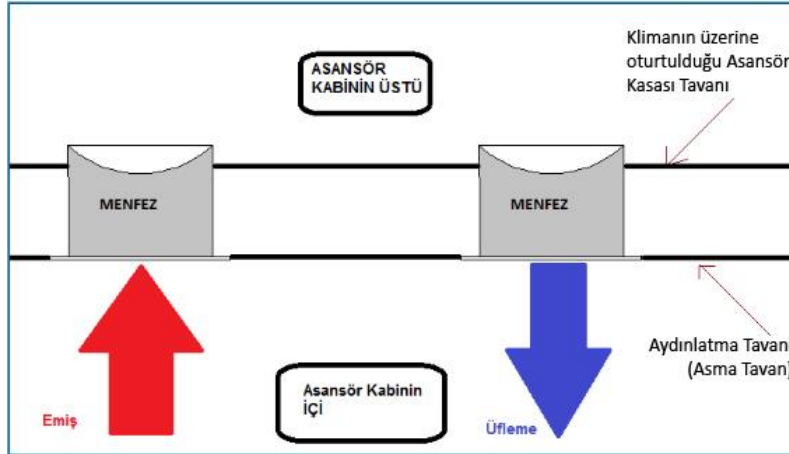 Klimanın üzerine
oturtulduğu Asansör
Kasası Tavanı
ASANSÖR
KABİNİN ÜSTÜ
MENFEZ
MENFEZ
Aydınlatma Tavanı
(Asma Tavan)
Asansör Kabinin
İÇİ
Emiş
Üfleme